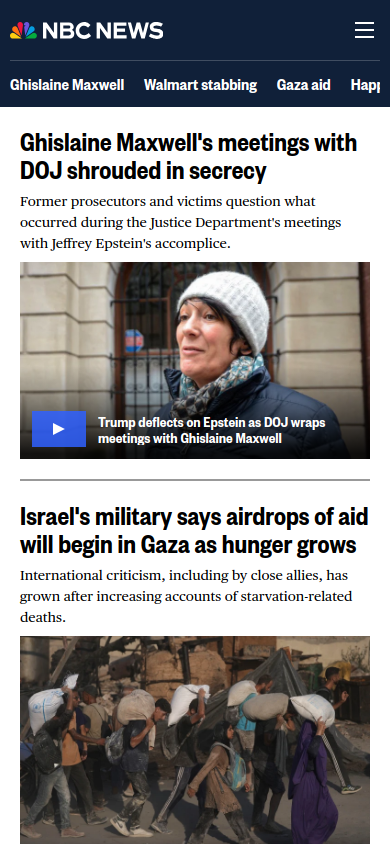 NBC NEWS
Ghislaine Maxwell Walmart stabbing Gaza aid Happ
Ghislaine Maxwell's meetings with
DOJ shrouded in secrecy
Former prosecutors and victims question what
occurred during the Justice Department's meetings
with Jeffrey Epstein's accomplice.
Trump deflects on Epstein as DOJ wraps
meetings with Ghislaine Maxwell
Israel's military says airdrops of aid
will begin in Gaza as hunger grows
International criticism, including by close allies, has
grown after increasing accounts of starvation-related
deaths.